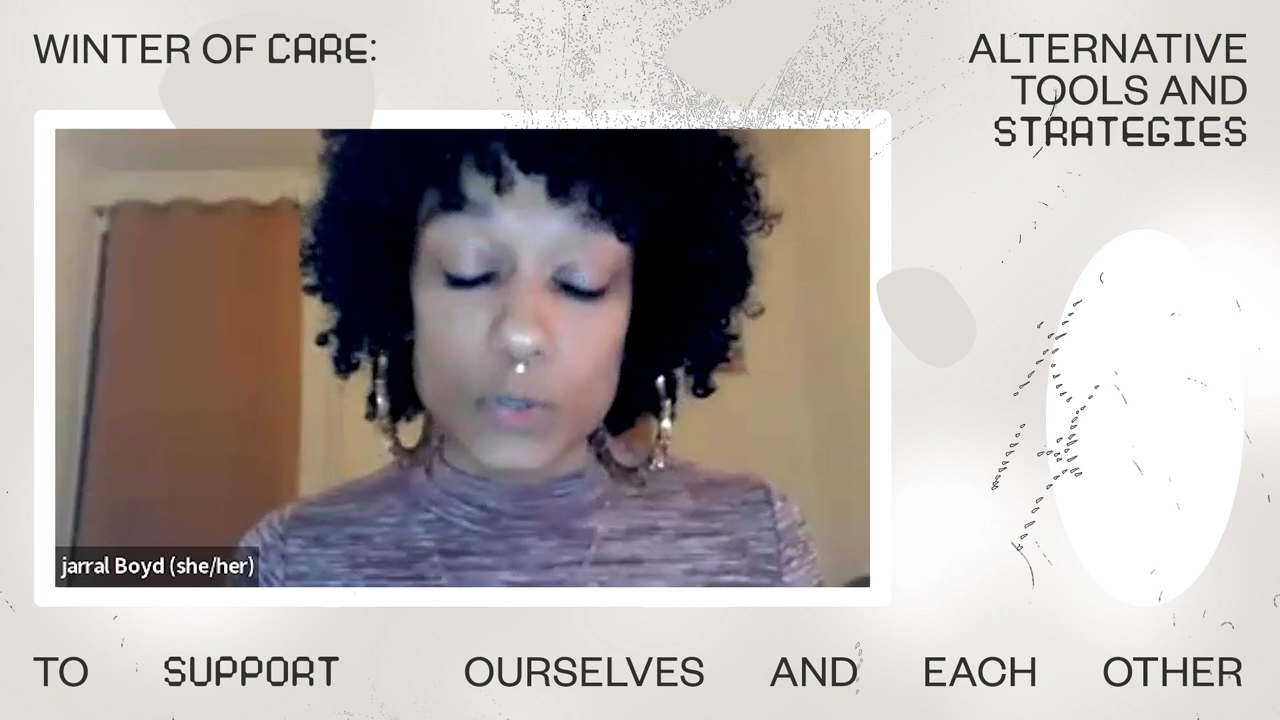 WINTER OF CARE:
ALTERNATIVE
TOOLS AND
STRATEGIES
jarral Boyd (she/her)
TO SUPPORT OURSELVES AND EACH OTHER